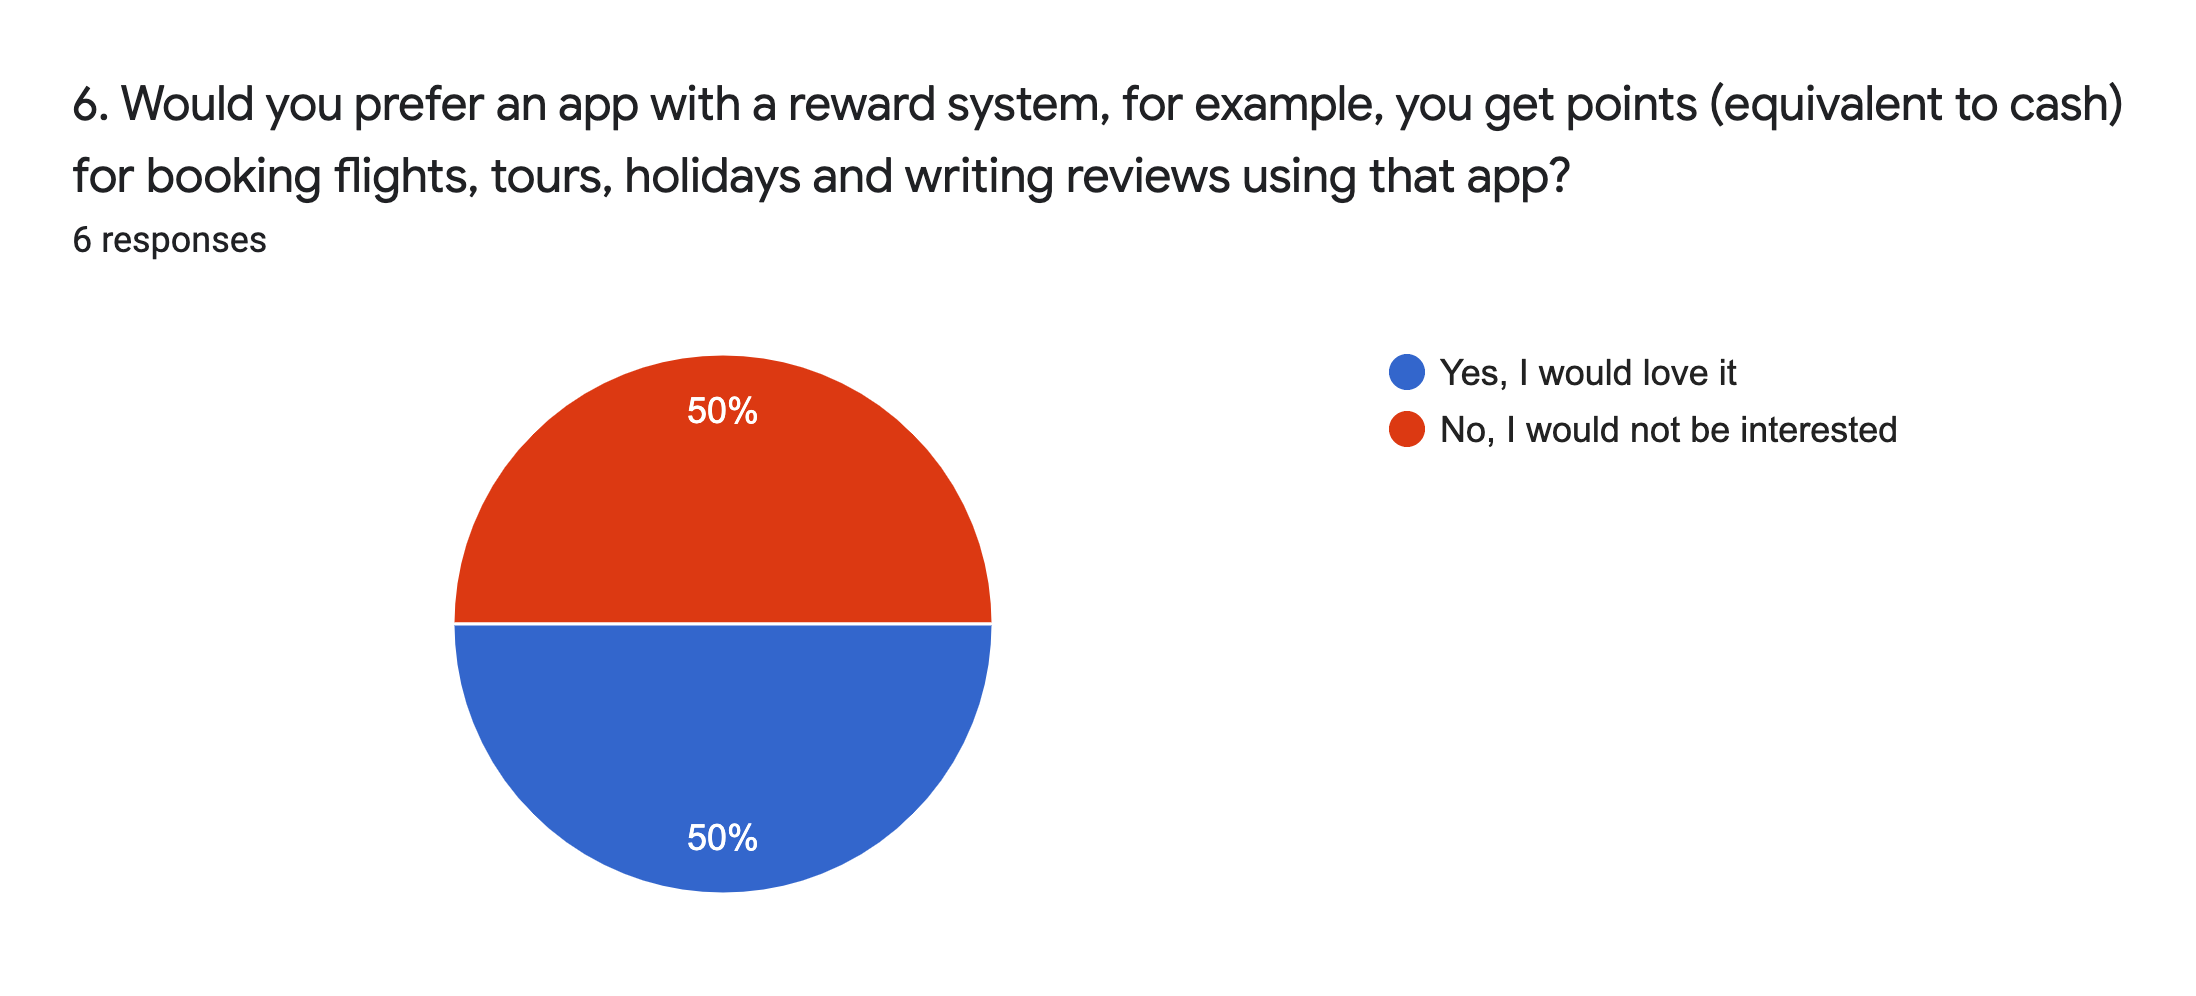 6. Would you prefer an app with a reward system, for example, you get points (equivalent to cash)
for booking flights, tours, holidays and writing reviews using that app?
6 responses
50%
50%
Yes, I would love it
No, I would not be interested